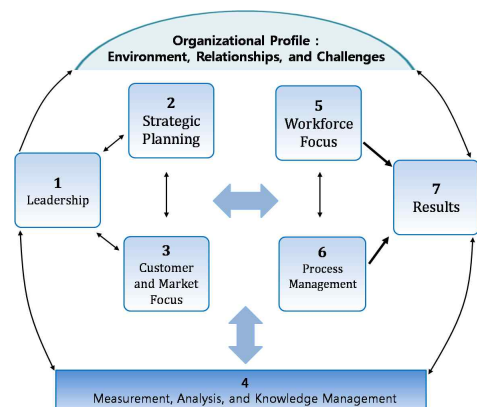 Organizational Profile :
Environment, Relationships, and Challenges
2
Strategic
Planning
5
Workforce
Focus
1
Leadership
7
Results
3
Customer
and Market
Focus
6
Process
Management
4
Measurement, Analysis, and Knowledge Management